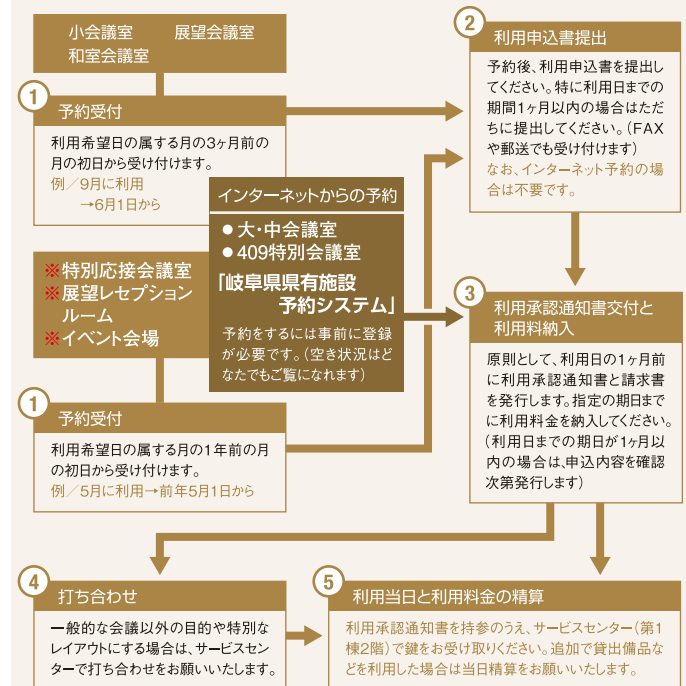 小会議室　展望会議室
和室会議室
1
予約受付
利用希望日の属する月の3ヶ月前の
月の初日から受け付けます。
例／9月に利用
→6月1日から
※特別応接会議室
※展望レセプション
ルーム
※イベント会場
1
予約受付
利用希望日の属する月の1年前の月
の初日から受け付けます。
例／5月に利用→前年5月1日から
インターネットからの予約
●大・中会議室
●409特別会議室
「岐阜県県有施設
予約システム」
予約をするには事前に登録
が必要です。（空き状況はど
なたでもご覧になれます）
2
利用申込書提出
予約後、利用申込書を提出し
てください。特に利用日までの
期間1ヶ月以内の場合はただ
ちに提出してください。（FAX
や郵送でも受け付けます）
なお、インターネット予約の場
合は不要です。
3
利用承認通知書交付と
利用料納入
原則として、利用日の1ヶ月前
に利用承認通知書と請求書
を発行します。指定の期日まで
に利用料金を納入してください。
（利用日までの期日が1ヶ月以
内の場合は、申込内容を確認
次第発行します）
4
打ち合わせ
一般的な会議以外の目的や特別な
レイアウトにする場合は、サービスセン
ターで打ち合わせをお願いいたします。
5
利用当日と利用料金の精算
利用承認通知書を持参のうえ、サービスセンター（第1
棟2階）で鍵をお受け取りください。追加で貸出備品な
どを利用した場合は当日精算をお願いいたします。